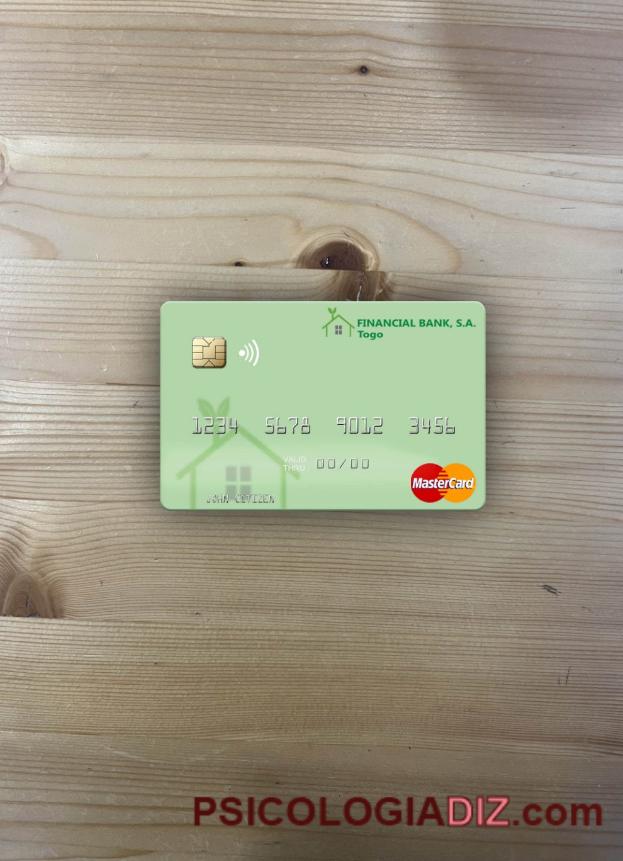 FINANCIAL BANK, S.A.
Togo
1234 5678 9012 3456
VALID
THRU 00/00
JOHN CITIZEN
MasterCard
PSICOLOGIADIZ.com